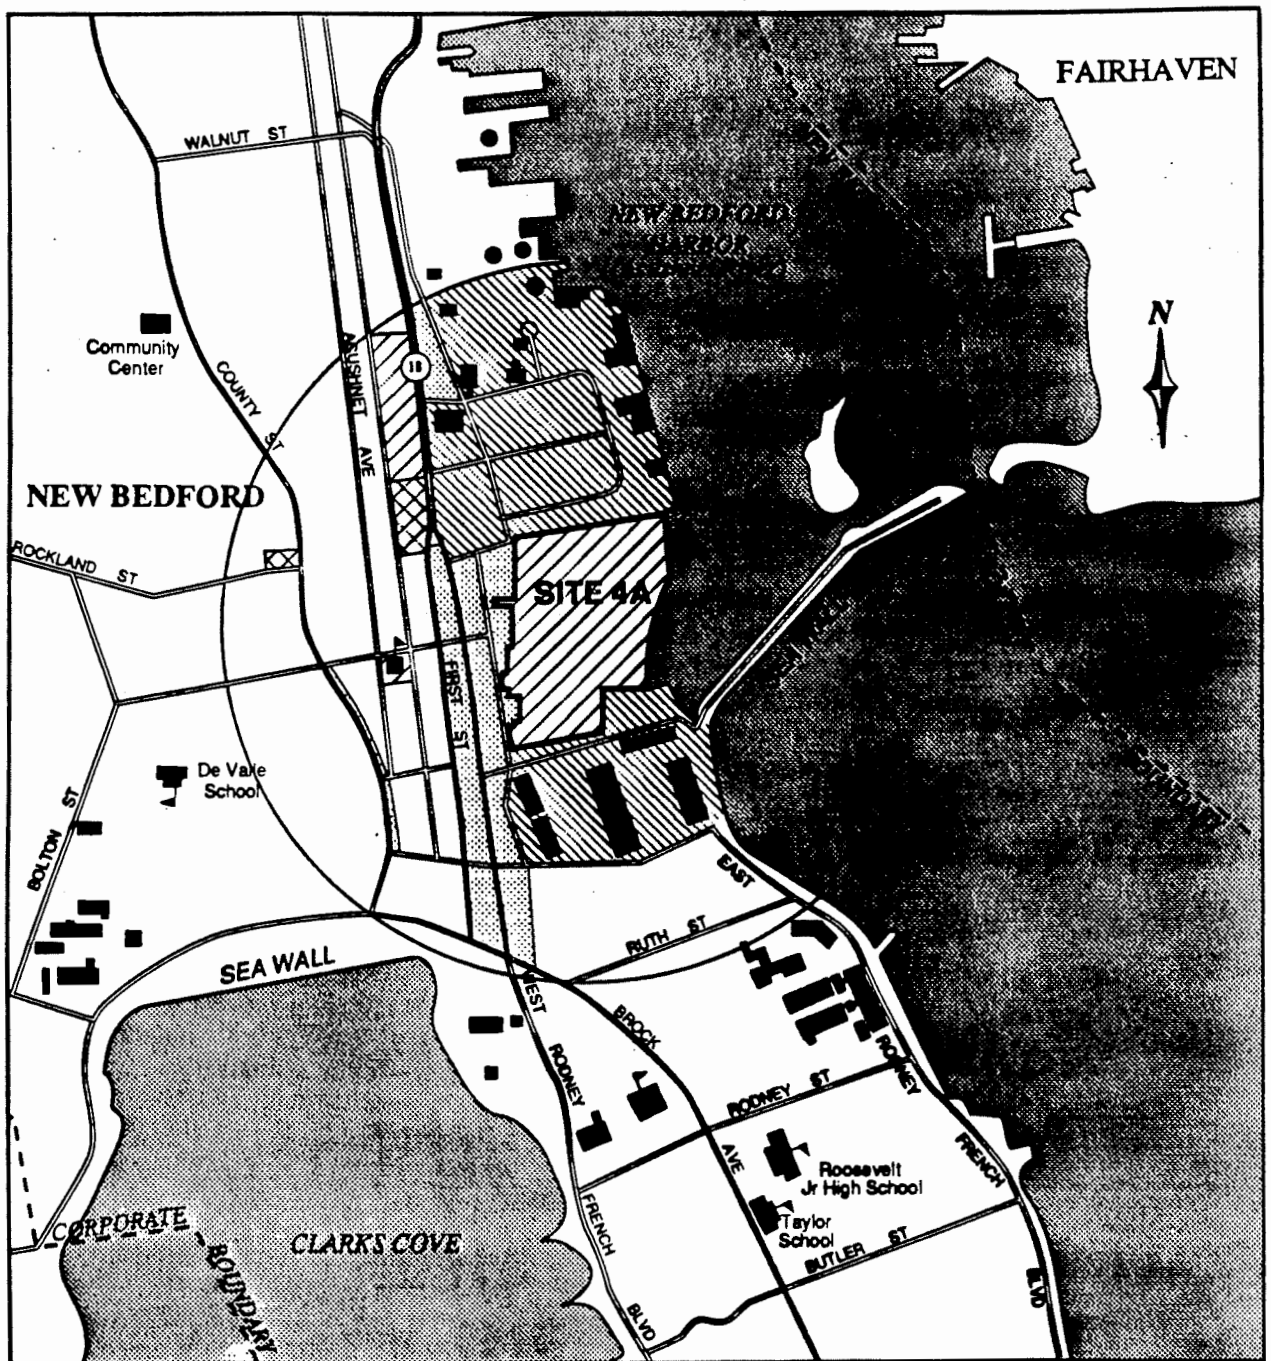 FAIRHAVEN
WALNUT ST
NEW BEDFORD
HARBOR
N
Community
Center
ACUSHNET AVE
18
COUNTY ST
NEW BEDFORD
ROCKLAND ST
SITE 4A
FIRST ST
De Valle
School
BOLTON ST
EAST
RUTH ST
SEA WALL
WEST
BROCK
RODNEY
RODNEY ST
RODNEY
AVE
FRENCH
Roosevelt
Jr High School
FRENCH
Taylor
School
BUTLER ST
CORPORATE
BOUNDARY
CLARKS COVE
BLVD
BLVD